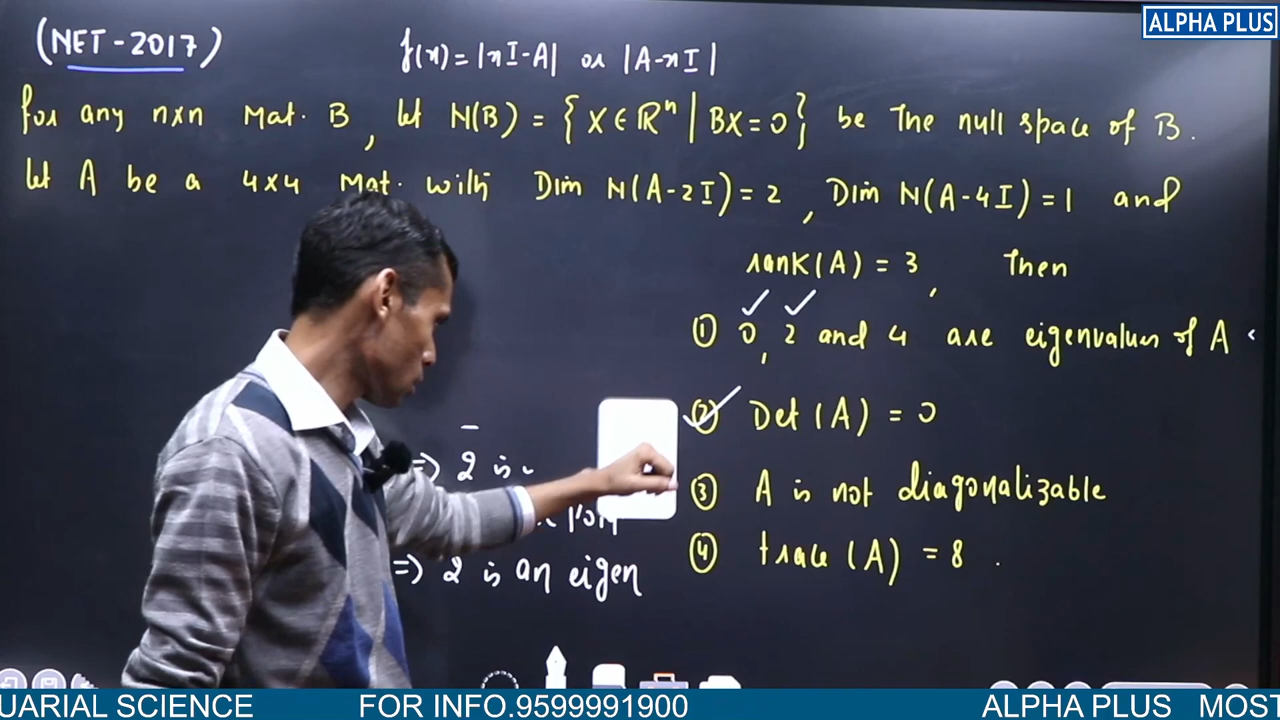 ALPHA PLUS
(NET-2017)
f(x) = |xI-A| or |A-xI|
for any n×n Mat. B, let N(B) = {X∈ℝⁿ | BX=0} be the null space of B.
let A be a 4×4 Mat. with Dim N(A-2I)=2, Dim N(A-4I)=1 and
rank(A) = 3, Then
① 0, 2 and 4 are eigenvalues of A
② Det(A) = 0
③ A is not diagonalizable
④ trace(A) = 8.
⇒ 2 is
⇒ 2 is an eigen
UARIAL SCIENCE FOR INFO.9599991900 ALPHA PLUS MOST